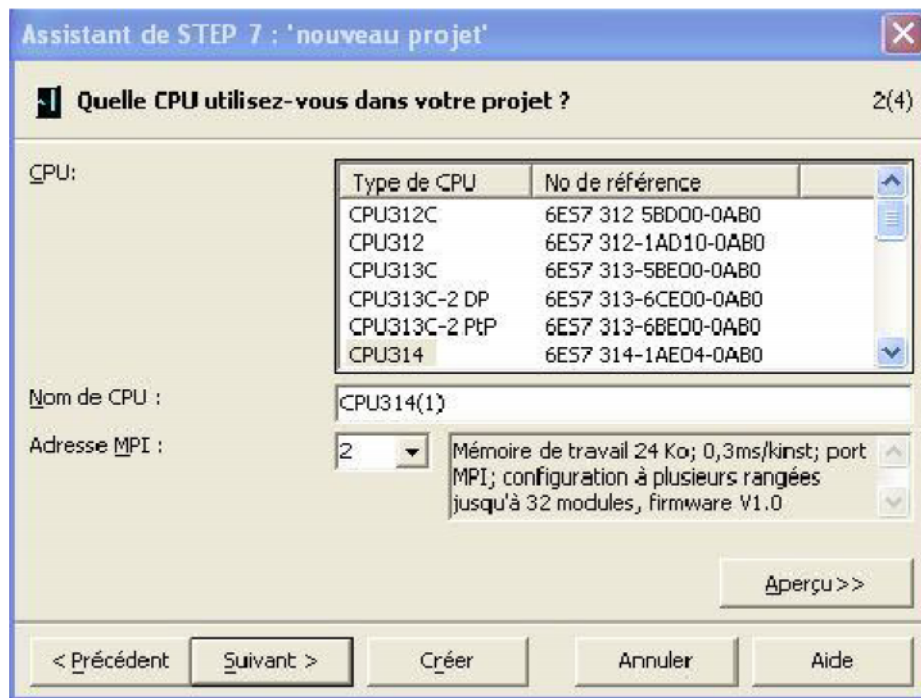 Assistant de STEP 7 : 'nouveau projet'
Quelle CPU utilisez-vous dans votre projet ? 2(4)
CPU:
Type de CPU No de référence
CPU312C 6ES7 312 5BD00-0AB0
CPU312 6ES7 312-1AD10-0AB0
CPU313C 6ES7 313-5BE00-0AB0
CPU313C-2 DP 6ES7 313-6CE00-0AB0
CPU313C-2 PtP 6ES7 313-6BE00-0AB0
CPU314 6ES7 314-1AE04-0AB0
Nom de CPU : CPU314(1)
Adresse MPI : 2
Mémoire de travail 24 Ko; 0,3ms/kinst; port
MPI; configuration à plusieurs rangées
jusqu'à 32 modules, firmware V1.0
Aperçu>>
< Précédent Suivant > Créer Annuler Aide